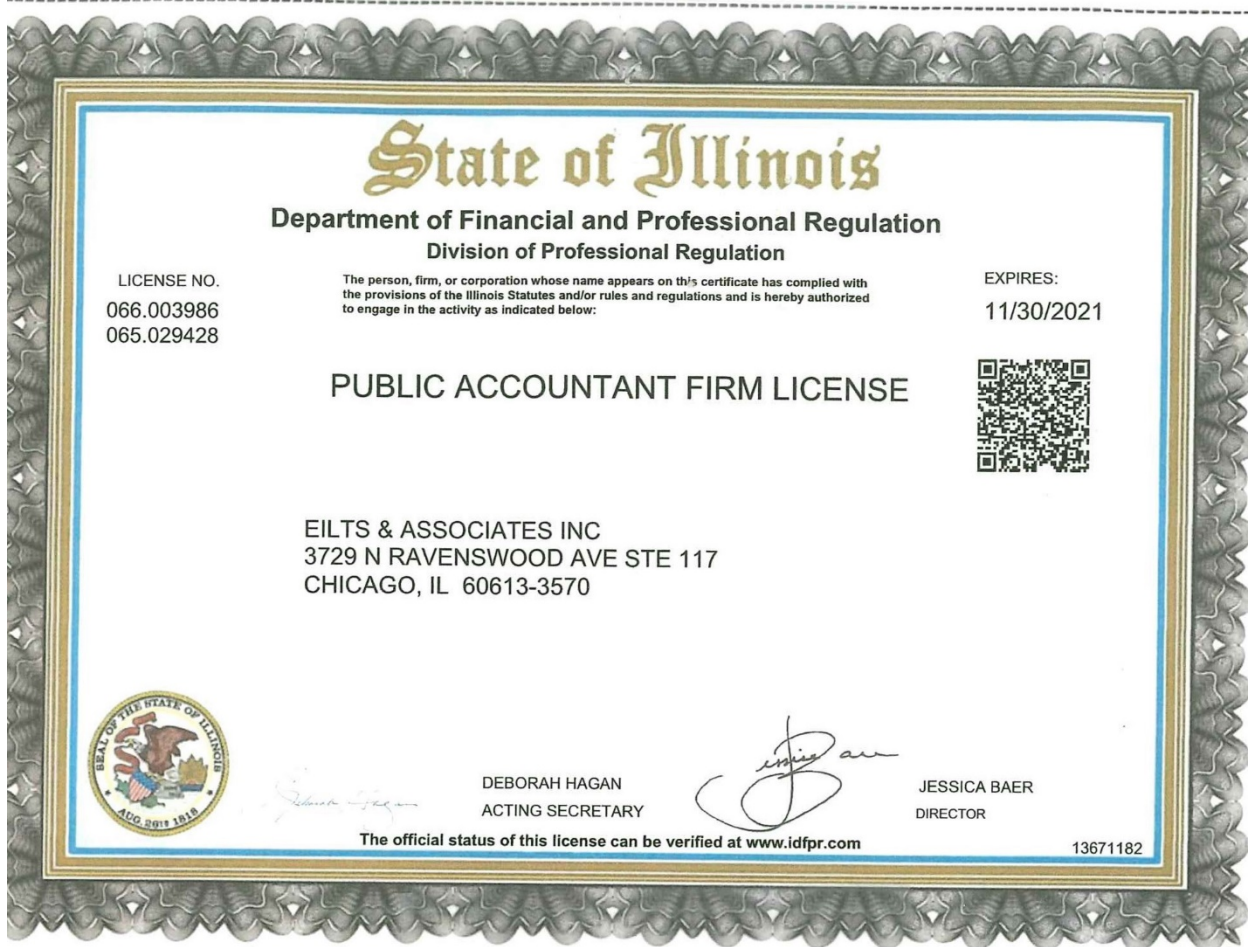 State of Illinois
Department of Financial and Professional Regulation
Division of Professional Regulation
LICENSE NO.
066.003986
065.029428
The person, firm, or corporation whose name appears on this certificate has complied with
the provisions of the Illinois Statutes and/or rules and regulations and is hereby authorized
to engage in the activity as indicated below:
EXPIRES:
11/30/2021
PUBLIC ACCOUNTANT FIRM LICENSE
EILTS & ASSOCIATES INC
3729 N RAVENSWOOD AVE STE 117
CHICAGO, IL 60613-3570
SEAL OF THE STATE OF ILLINOIS
AUG. 26TH 1818
Deborah Hagan
DEBORAH HAGAN
ACTING SECRETARY
Jessica Baer
JESSICA BAER
DIRECTOR
The official status of this license can be verified at www.idfpr.com
13671182